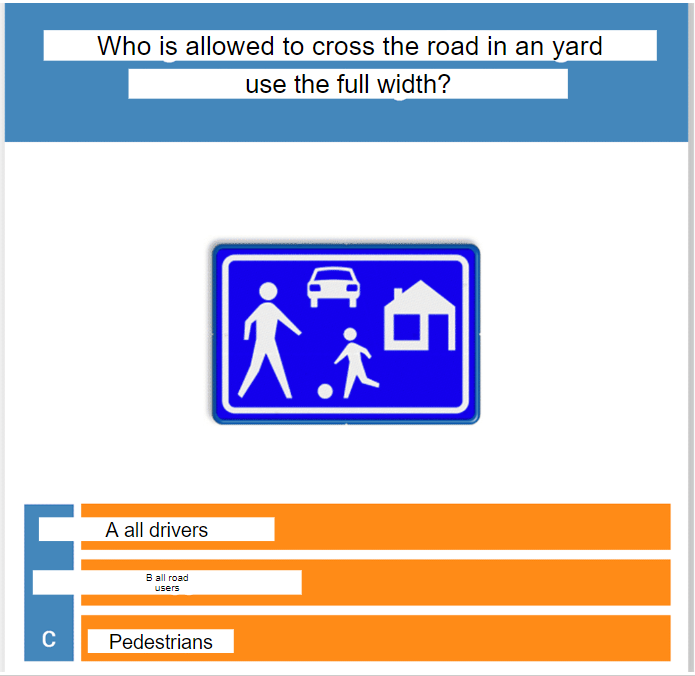 Who is allowed to cross the road in an yard
use the full width?
A all drivers
B all road
users
C Pedestrians